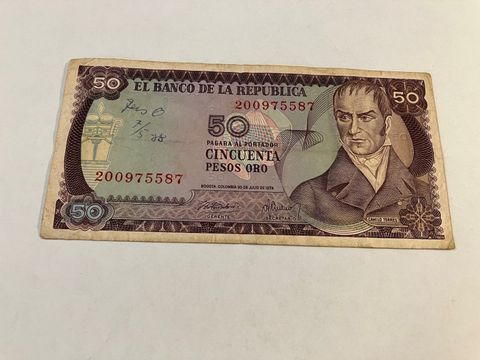 50
EL BANCO DE LA REPUBLICA
50
200975587
50
PAGARA AL PORTADOR
CINCUENTA
PESOS ORO
200975587
BOGOTA, COLOMBIA 20 DE JULIO DE 1974
GERENTE
SECRETARIO
50
CAMILO TORRES